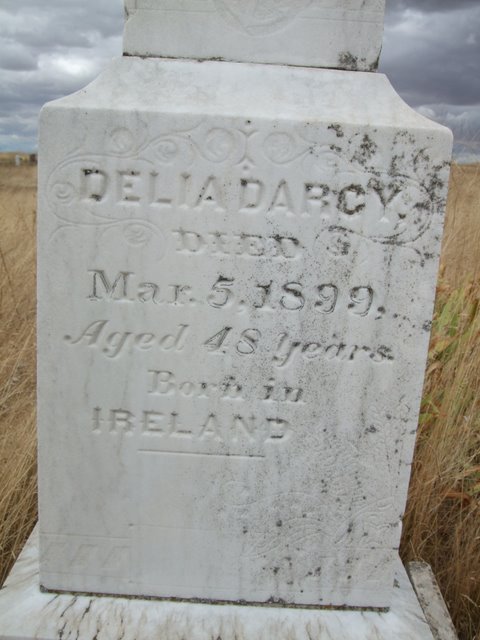 DELIA DARCY.
DIED
Mar. 5, 1899.
Aged 48 Years.
Born in
IRELAND